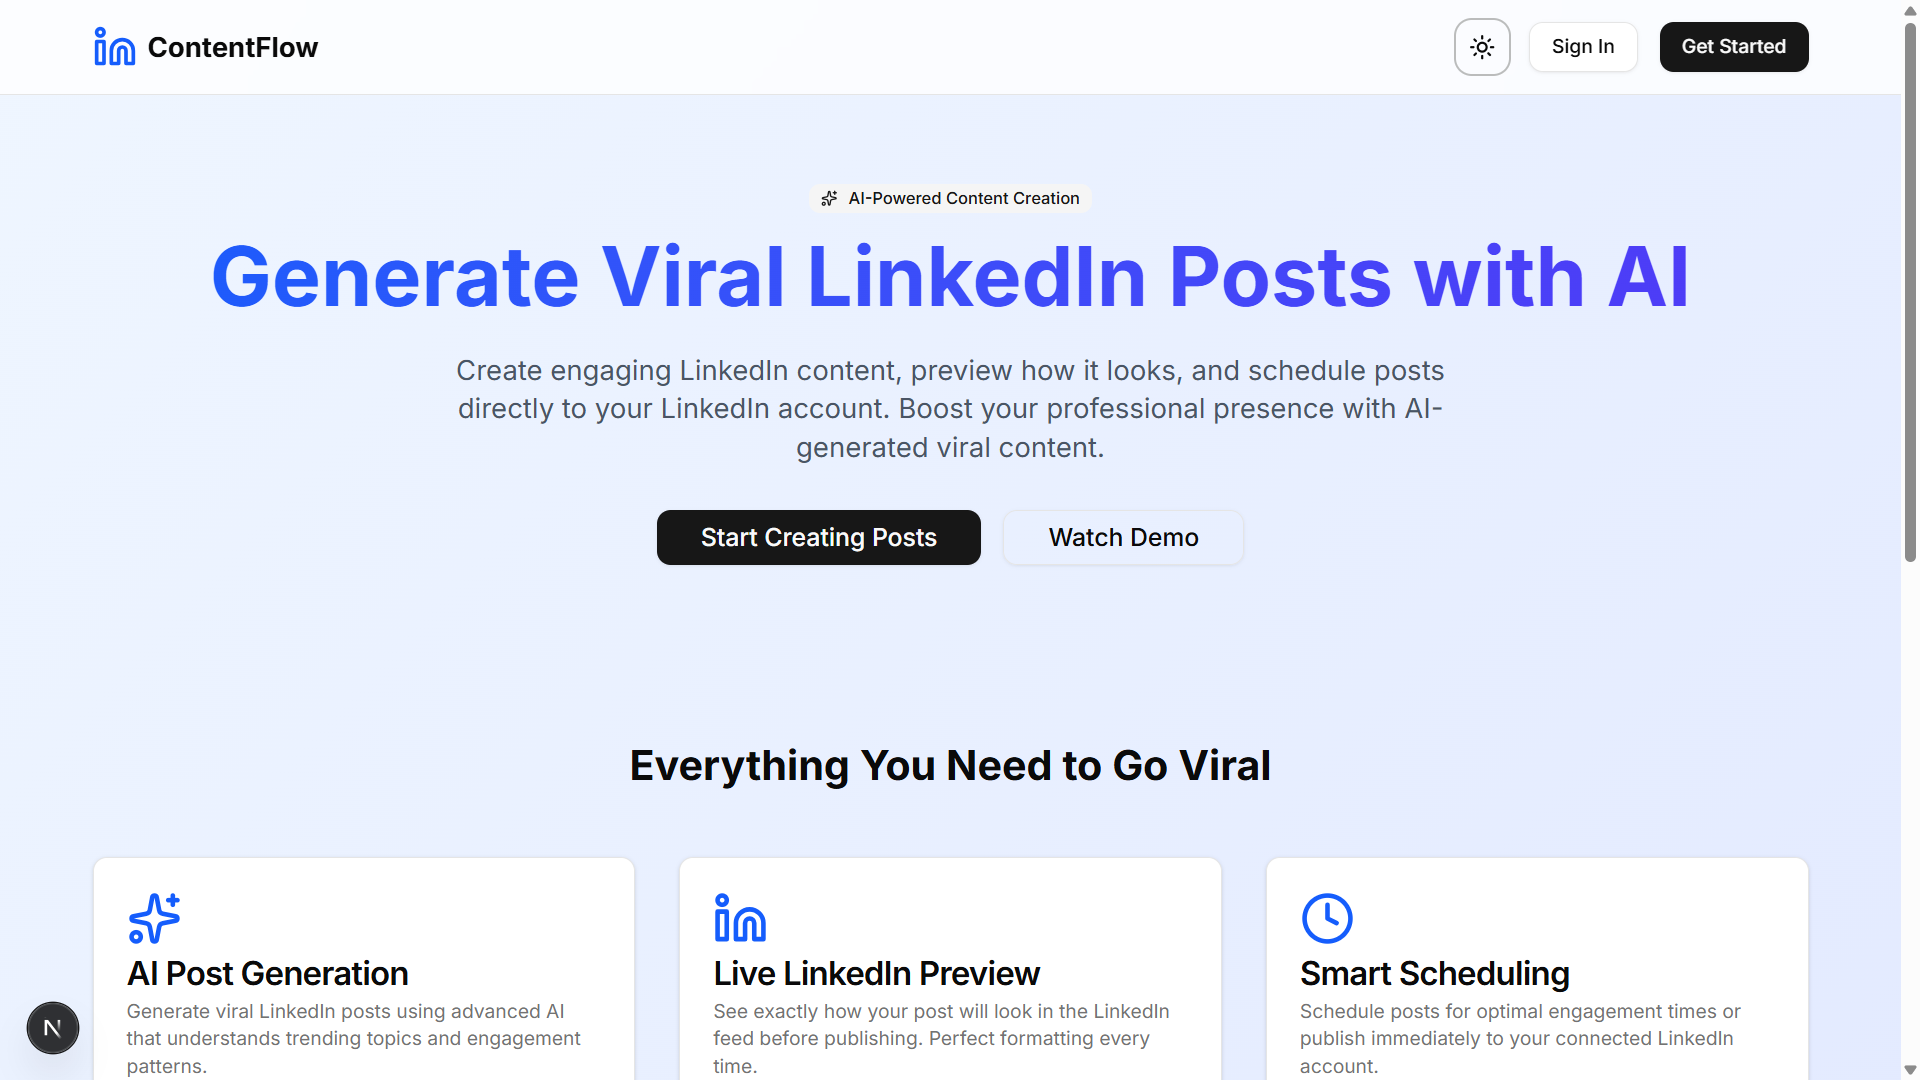 ContentFlow
Sign In
Get Started
AI-Powered Content Creation
Generate Viral LinkedIn Posts with AI
Create engaging LinkedIn content, preview how it looks, and schedule posts
directly to your LinkedIn account. Boost your professional presence with AI-
generated viral content.
Start Creating Posts
Watch Demo
Everything You Need to Go Viral
AI Post Generation
Generate viral LinkedIn posts using advanced AI
that understands trending topics and engagement
patterns.
Live LinkedIn Preview
See exactly how your post will look in the LinkedIn
feed before publishing. Perfect formatting every
time.
Smart Scheduling
Schedule posts for optimal engagement times or
publish immediately to your connected LinkedIn
account.
N